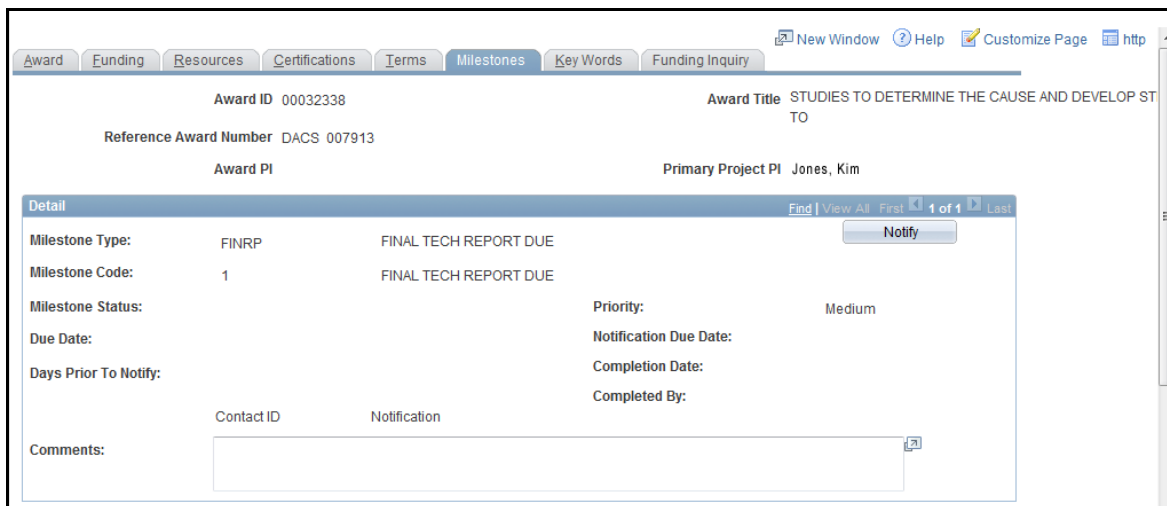 New Window Help Customize Page http
Award Funding Resources Certifications Terms Milestones Key Words Funding Inquiry
Award ID 00032338 Award Title STUDIES TO DETERMINE THE CAUSE AND DEVELOP
TO
Reference Award Number DACS 007913
Award PI Primary Project PI Jones, Kim
Detail Find | View All First 1 of 1 Last
Notify
Milestone Type: FINRP FINAL TECH REPORT DUE
Milestone Code: 1 FINAL TECH REPORT DUE
Milestone Status: Priority: Medium
Due Date: Notification Due Date:
Days Prior To Notify: Completion Date:
Completed By:
Contact ID Notification
Comments: